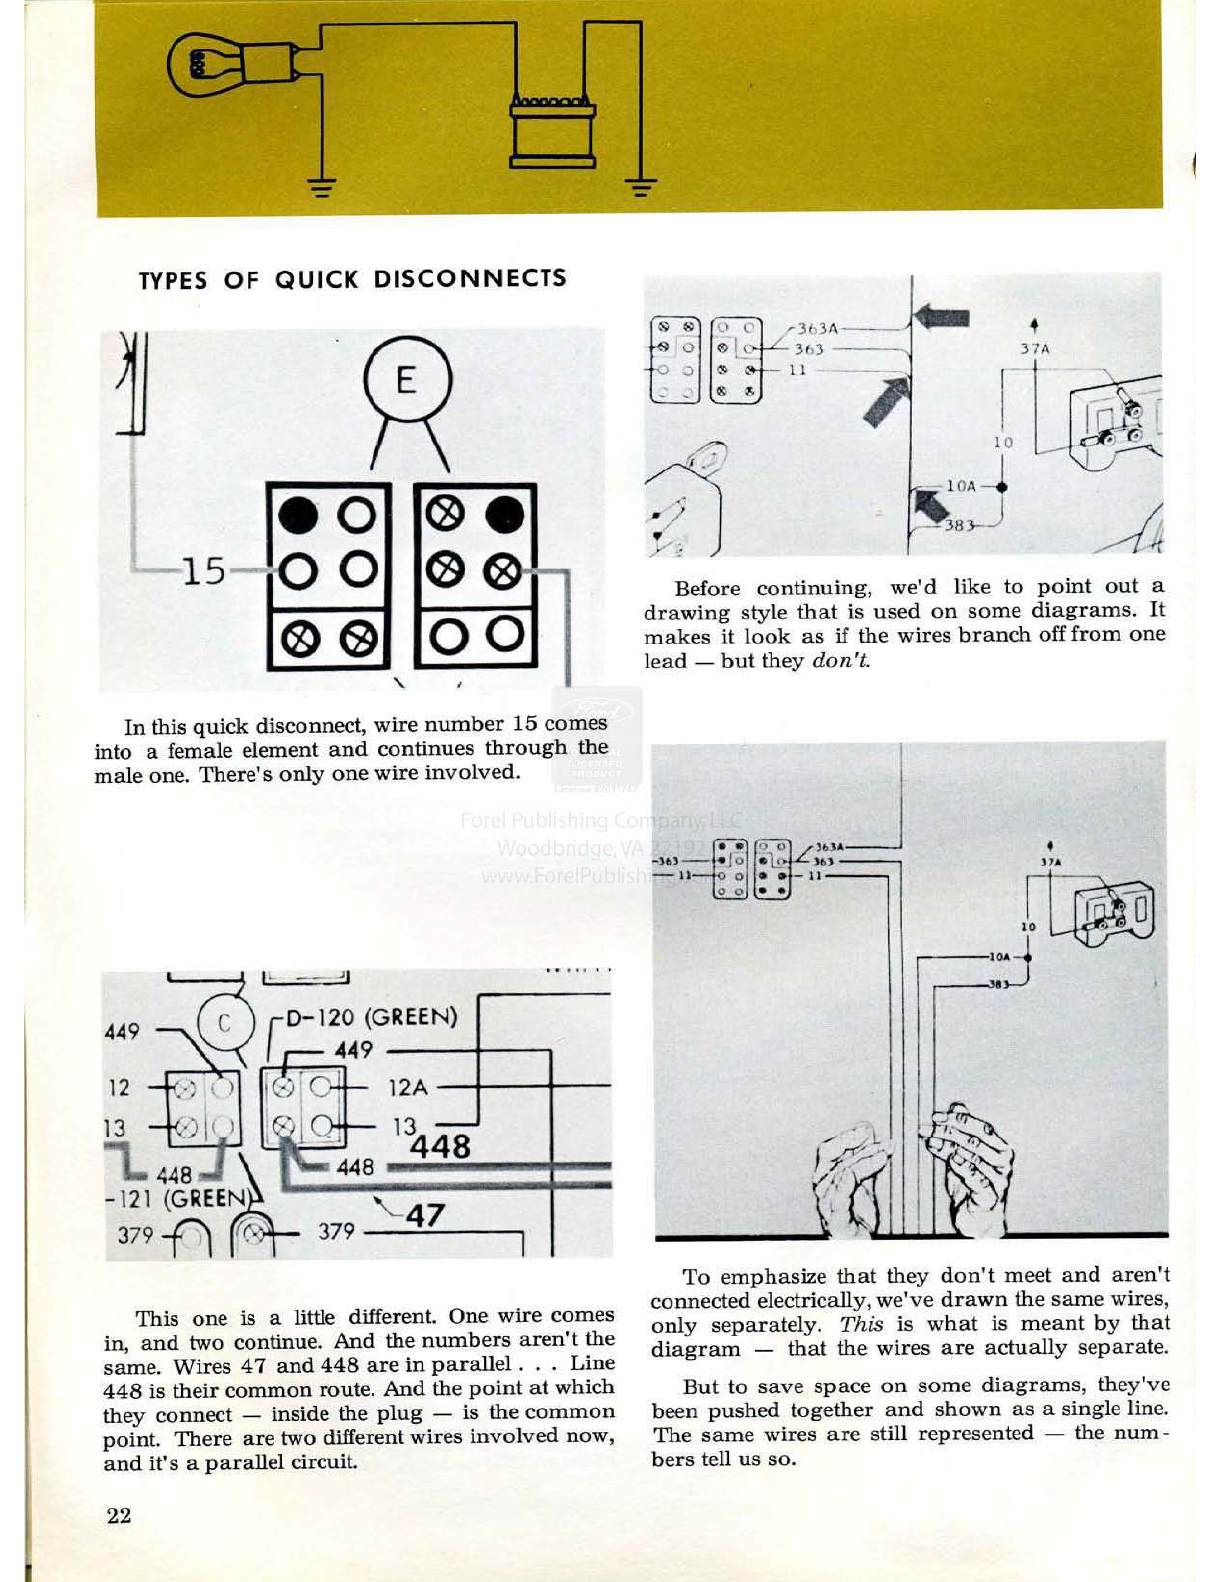 TYPES OF QUICK DISCONNECTS
E
15
In this quick disconnect, wire number 15 comes
into a female element and continues through the
male one. There's only one wire involved.
449
C
D-120 (GREEN)
449
12
12A
13
13
448
448
448
-121 (GREEN)
47
379
379
This one is a little different. One wire comes
in, and two continue. And the numbers aren't the
same. Wires 47 and 448 are in parallel . . . Line
448 is their common route. And the point at which
they connect — inside the plug — is the common
point. There are two different wires involved now,
and it's a parallel circuit.
22
363A
363
11
37A
10
10A
383
Before continuing, we'd like to point out a
drawing style that is used on some diagrams. It
makes it look as if the wires branch off from one
lead — but they don't.
Ford
LICENSED
PRODUCT
Forel Publishing Company, LLC
Woodbridge, VA 22192
www.ForelPublishing
363
11
363A
363
11
37A
10
10A
383
To emphasize that they don't meet and aren't
connected electrically, we've drawn the same wires,
only separately. This is what is meant by that
diagram — that the wires are actually separate.
But to save space on some diagrams, they've
been pushed together and shown as a single line.
The same wires are still represented — the num-
bers tell us so.